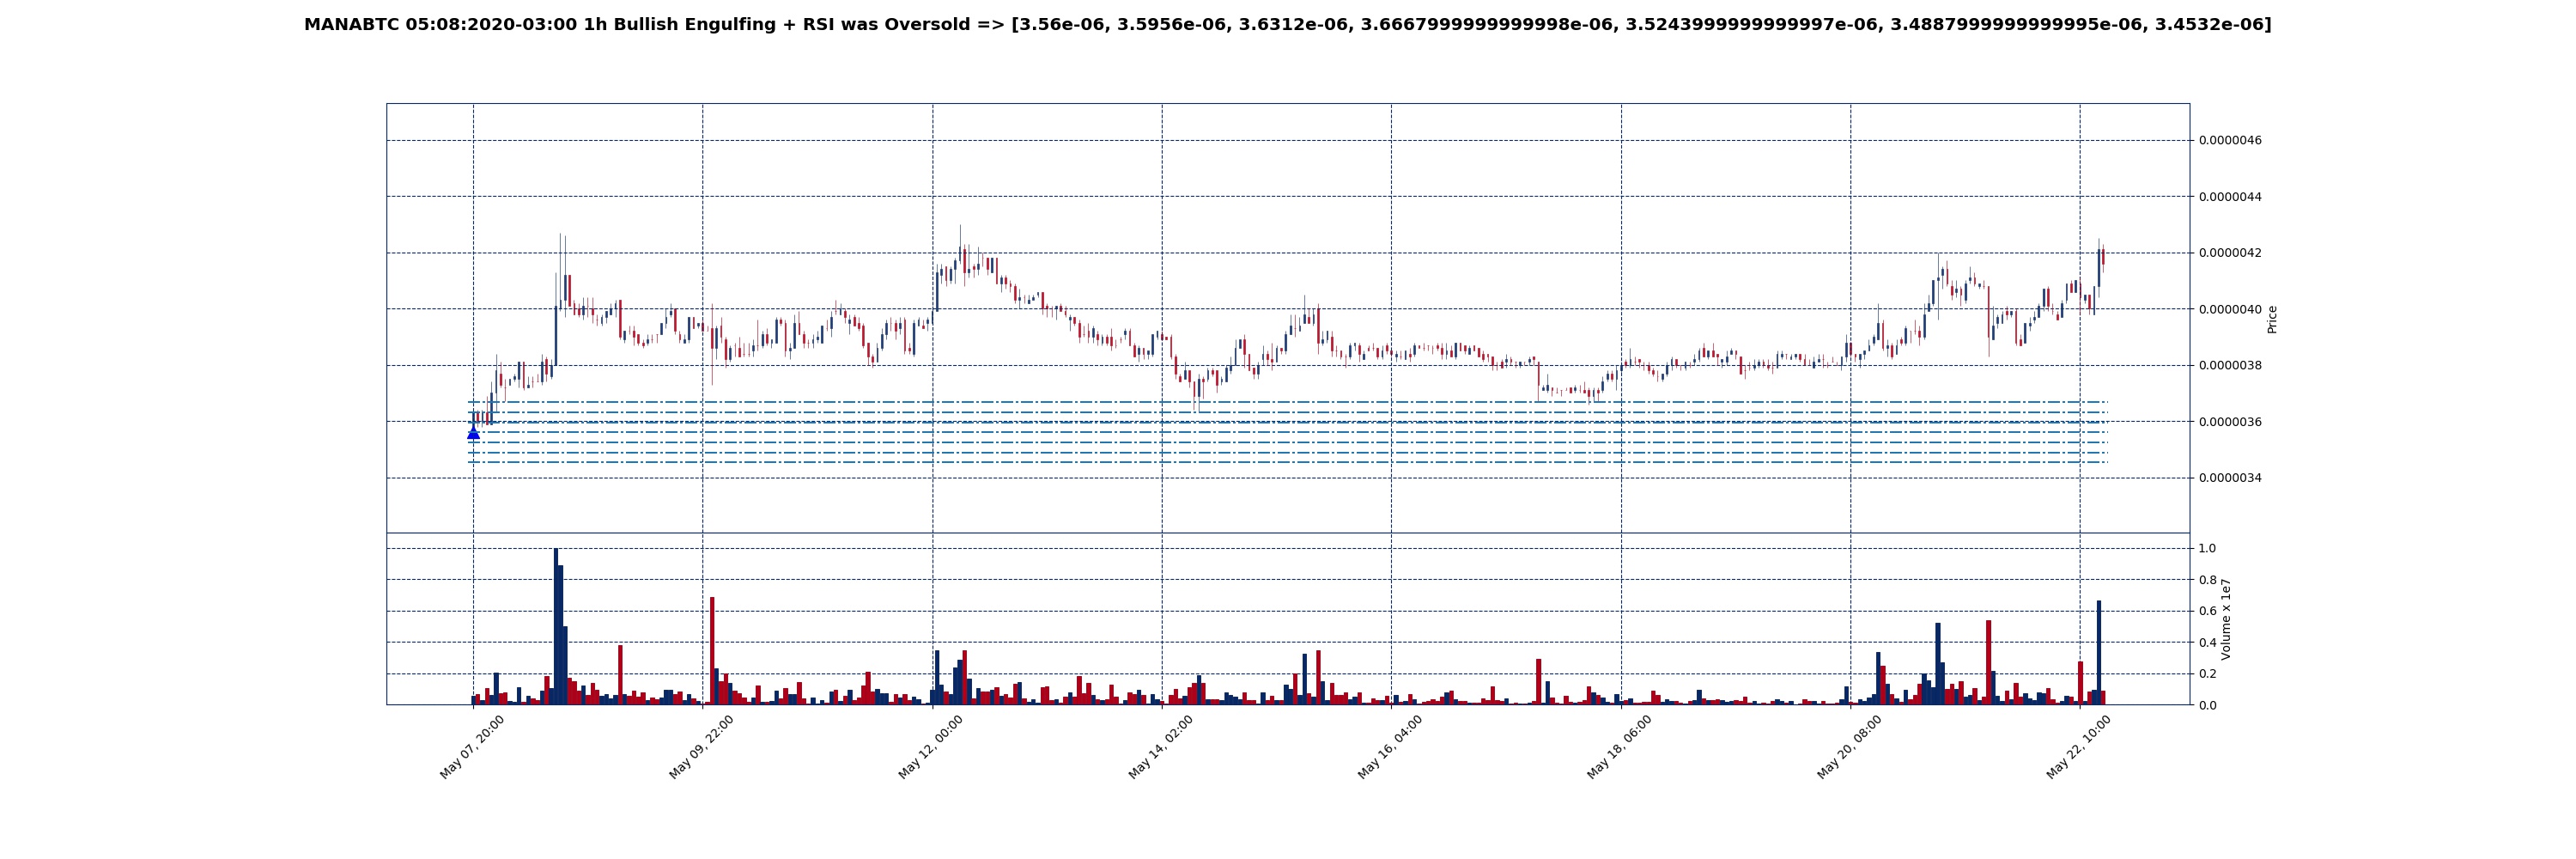 MANABTC 05:08:2020-03:00 1h Bullish Engulfing + RSI was Oversold => [3.56e-06, 3.5956e-06, 3.6312e-06, 3.6667999999999998e-06, 3.5243999999999997e-06, 3.4887999999999995e-06, 3.4532e-06]
0.0000046
0.0000044
0.0000042
0.0000040
Price
0.0000038
0.0000036
0.0000034
1.0
0.8
0.6
Volume x 1e7
0.4
0.2
0.0
May 07, 20:00
May 09, 22:00
May 12, 00:00
May 14, 02:00
May 16, 04:00
May 18, 06:00
May 20, 08:00
May 22, 10:00